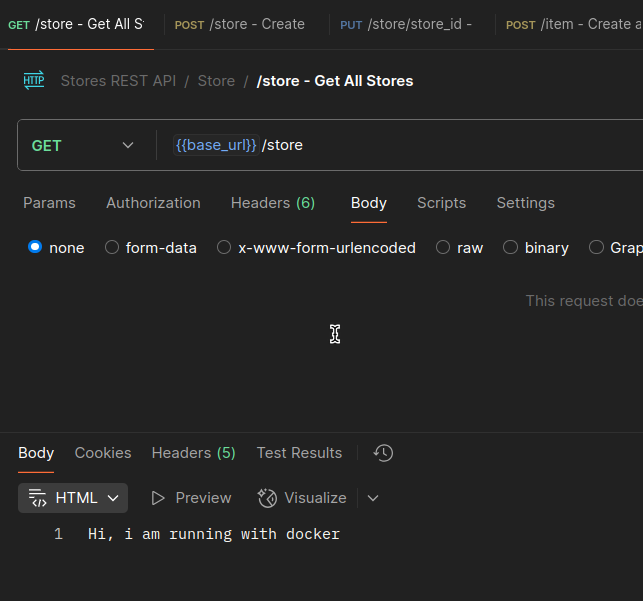 GET /store - Get All S POST /store - Create PUT /store/store_id - POST /item - Create a
HTTP Stores REST API / Store / /store - Get All Stores
GET {{base_url}} /store
Params Authorization Headers (6) Body Scripts Settings
none form-data x-www-form-urlencoded raw binary Grap
This request doe
Body Cookies Headers (5) Test Results
HTML Preview Visualize
1 Hi, i am running with docker